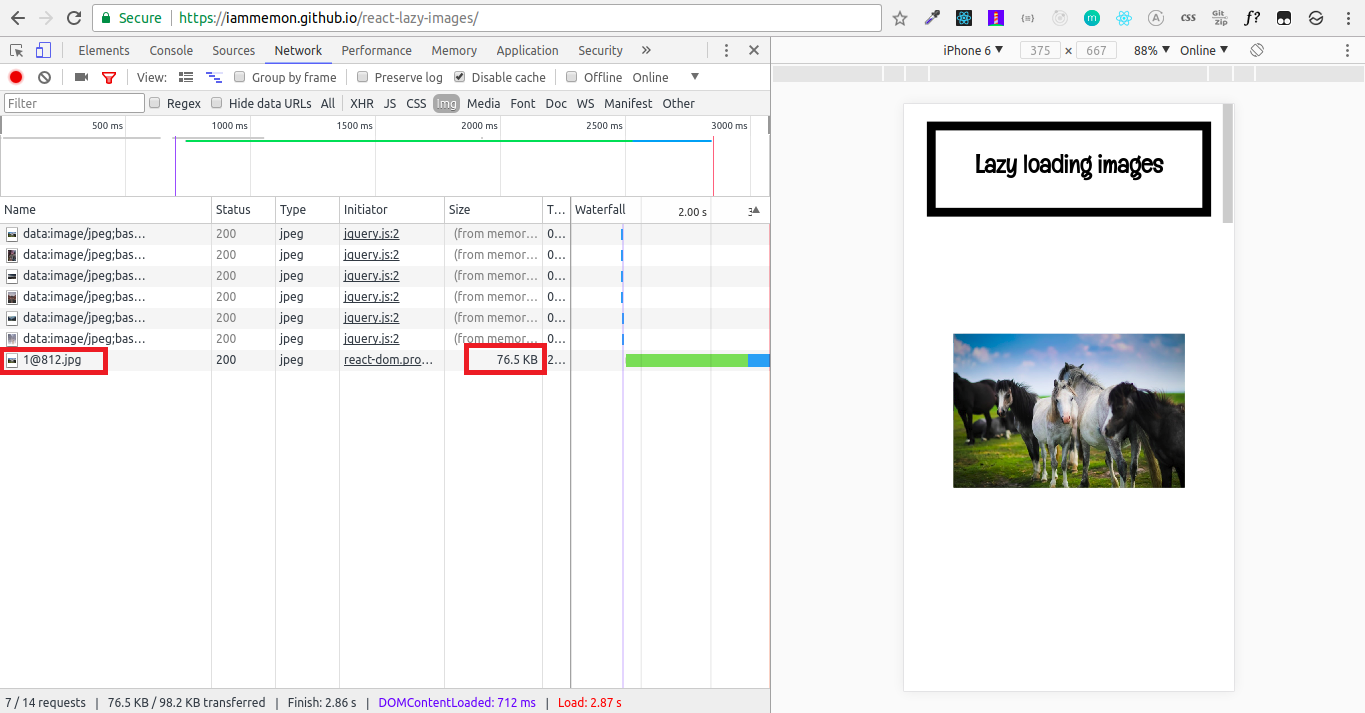 Secure https://iammemon.github.io/react-lazy-images/
{≡} m A css Git zip f?
Elements Console Sources Network Performance Memory Application Security »
iPhone 6 ▼ 375 × 667 88% ▼ Online ▼
View: Group by frame Preserve log Disable cache Offline Online ▼
Filter Regex Hide data URLs All XHR JS CSS Img Media Font Doc WS Manifest Other
500 ms 1000 ms 1500 ms 2000 ms 2500 ms 3000 ms
Name Status Type Initiator Size T... Waterfall 2.00 s 3
data:image/jpeg;bas... 200 jpeg jquery.js:2 (from memor... 0...
data:image/jpeg;bas... 200 jpeg jquery.js:2 (from memor... 0...
data:image/jpeg;bas... 200 jpeg jquery.js:2 (from memor... 0...
data:image/jpeg;bas... 200 jpeg jquery.js:2 (from memor... 0...
data:image/jpeg;bas... 200 jpeg jquery.js:2 (from memor... 0...
data:image/jpeg;bas... 200 jpeg jquery.js:2 (from memor... 0...
1@812.jpg 200 jpeg react-dom.pro... 76.5 KB 2...
7 / 14 requests | 76.5 KB / 98.2 KB transferred | Finish: 2.86 s | DOMContentLoaded: 712 ms | Load: 2.87 s
Lazy loading images